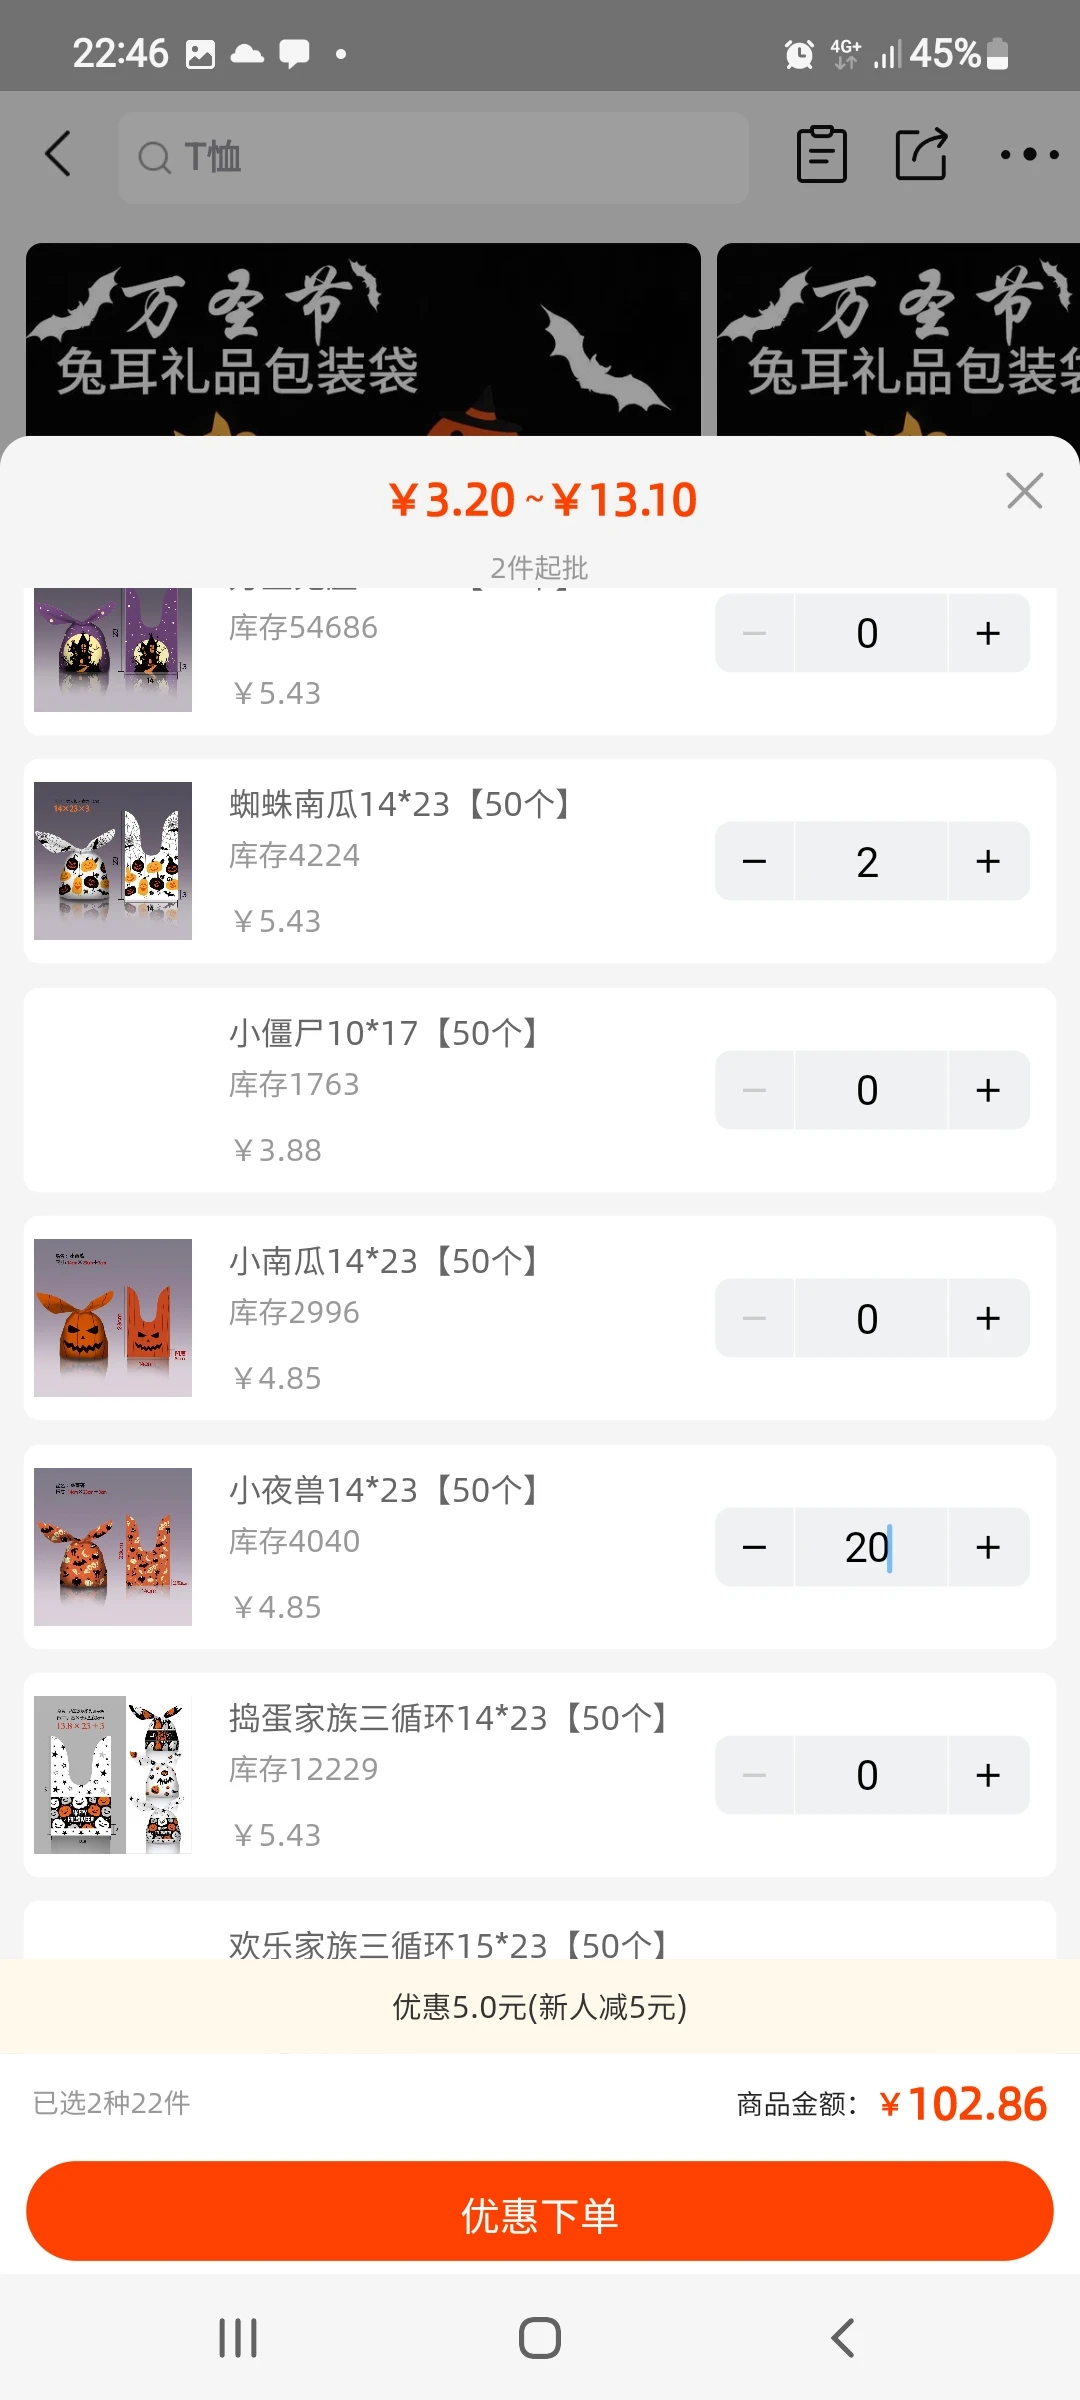 22:46
4G+
45%
T恤
万圣节
兔耳礼品包装袋
万圣节
兔耳礼品包装
￥3.20~￥13.10
2件起批
库存54686
￥5.43
0
蜘蛛南瓜14*23【50个】
库存4224
￥5.43
2
小僵尸10*17【50个】
库存1763
￥3.88
0
小南瓜14*23【50个】
库存2996
￥4.85
0
小夜兽14*23【50个】
库存4040
￥4.85
20
捣蛋家族三循环14*23【50个】
库存12229
￥5.43
0
欢乐家族三循环15*23【50个】
优惠5.0元(新人减5元)
已选2种22件
商品金额：￥102.86
优惠下单